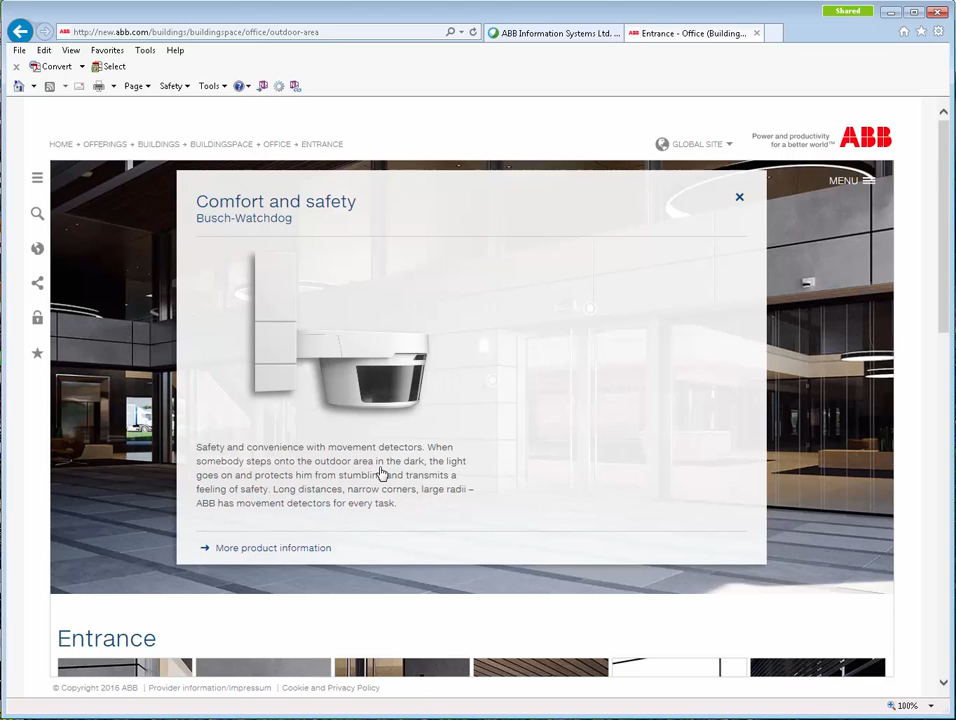 Shared
http://new.abb.com/buildings/buildingspace/office/outdoor-area
ABB Information Systems Ltd. ...
ABB Entrance - Office (Building...
File Edit View Favorites Tools Help
Convert Select
Page Safety Tools
HOME + OFFERINGS + BUILDINGS + BUILDINGSPACE + OFFICE + ENTRANCE
GLOBAL SITE
Power and productivity
for a better world™
ABB
MENU
Comfort and safety
Busch-Watchdog
Safety and convenience with movement detectors. When
somebody steps onto the outdoor area in the dark, the light
goes on and protects him from stumbling and transmits a
feeling of safety. Long distances, narrow corners, large radii –
ABB has movement detectors for every task.
More product information
Entrance
© Copyright 2016 ABB | Provider information/Impressum | Cookie and Privacy Policy
100%